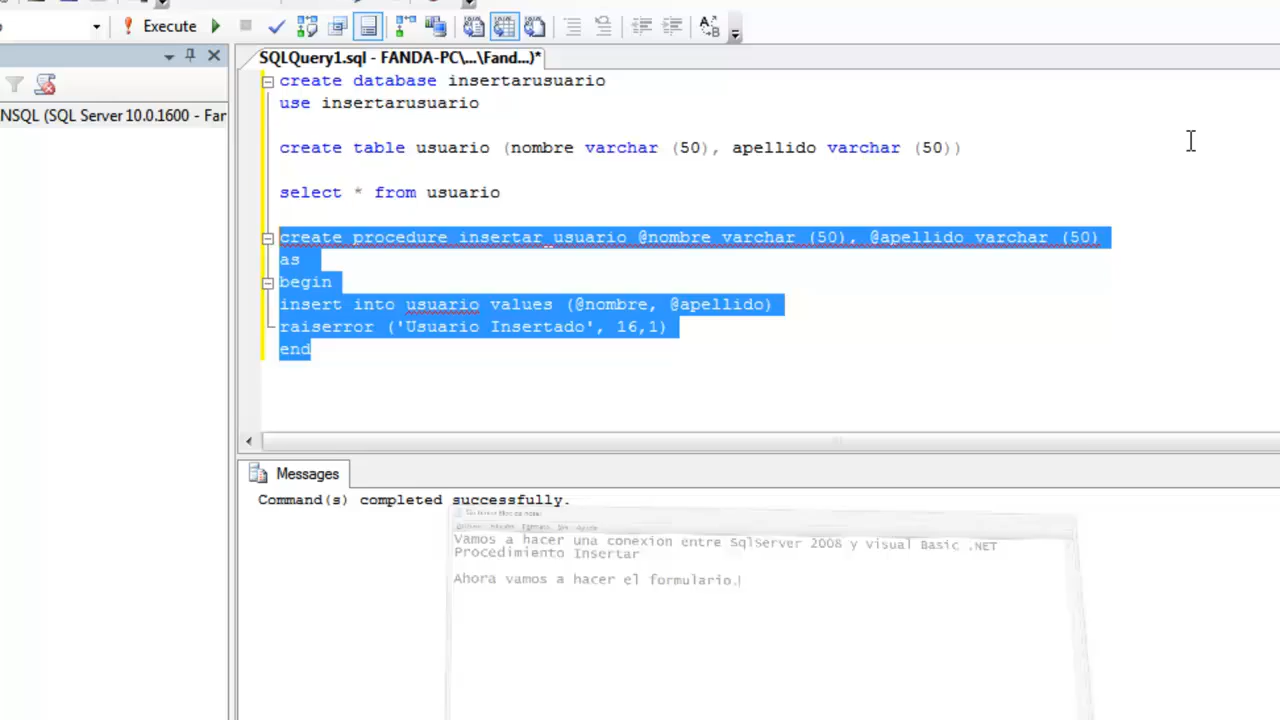 Execute
SQLQuery1.sql - FANDA-PC\...\Fand...)*
NSQL (SQL Server 10.0.1600 - Far
create database insertarusuario
use insertarusuario
create table usuario (nombre varchar (50), apellido varchar (50))
select * from usuario
create procedure insertar_usuario @nombre varchar (50), @apellido varchar (50)
as
begin
insert into usuario values (@nombre, @apellido)
raiserror ('Usuario Insertado', 16,1)
end
Messages
Command(s) completed successfully.
Vamos a hacer una conexion entre SqlServer 2008 y visual Basic .NET
Procedimiento Insertar
Ahora vamos a hacer el formulario.